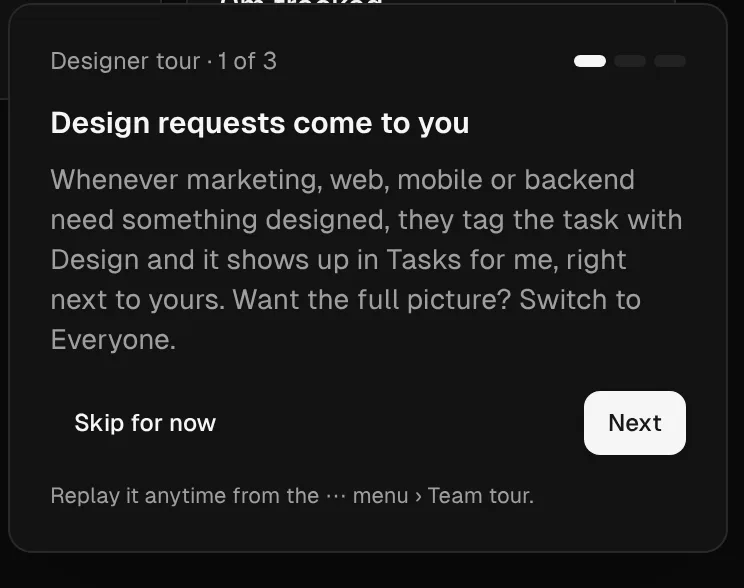 Designer tour · 1 of 3
Design requests come to you
Whenever marketing, web, mobile or backend
need something designed, they tag the task with
Design and it shows up in Tasks for me, right
next to yours. Want the full picture? Switch to
Everyone.
Skip for now
Next
Replay it anytime from the ··· menu › Team tour.